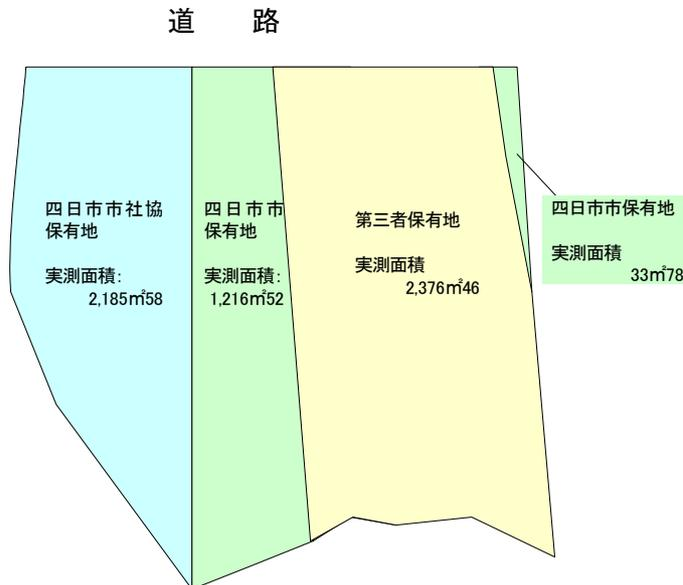 道　路
四日市市社協
保有地
実測面積：
2,185㎡58
四日市市
保有地
実測面積：
1,216㎡52
第三者保有地
実測面積
2,376㎡46
四日市市保有地
実測面積
33㎡78